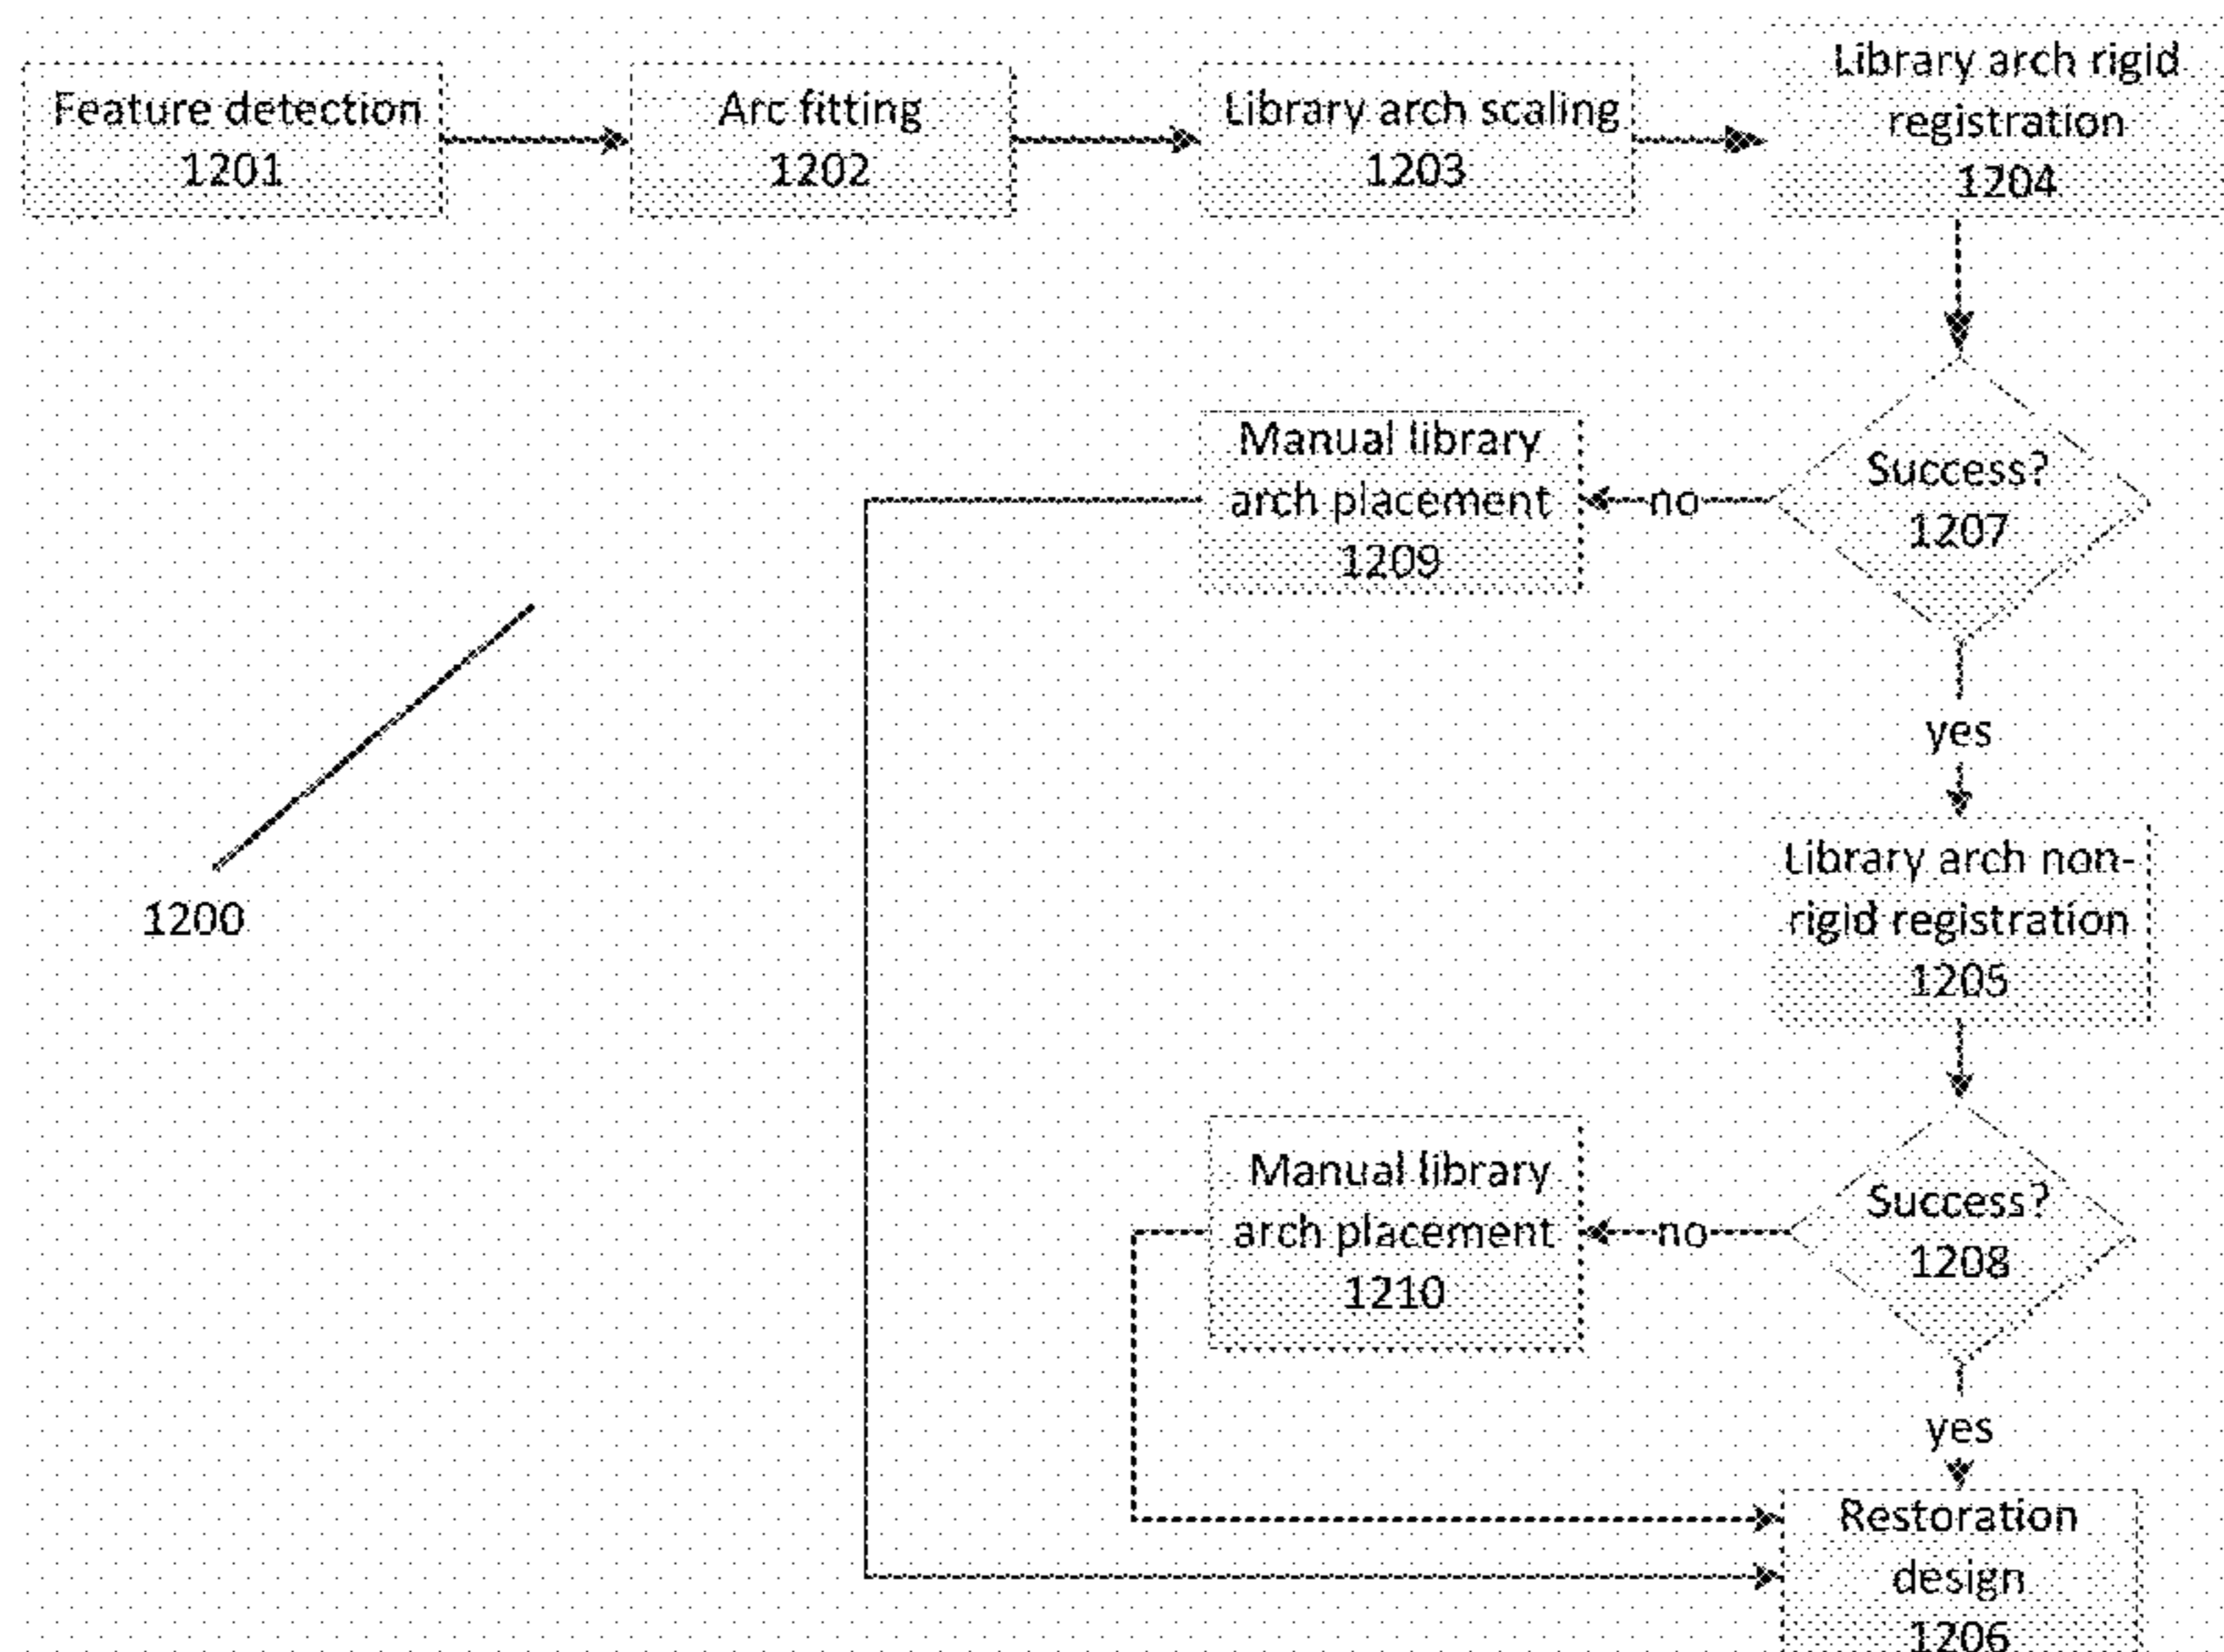 Feature detection
1201
Arc fitting
1202
Library arch scaling
1203
Library arch rigid
registration
1204
Success?
1207
no
Manual library
arch placement
1209
yes
1200
Library arch non-
rigid registration
1205
Success?
1208
no
Manual library
arch placement
1210
yes
Restoration
design
1206